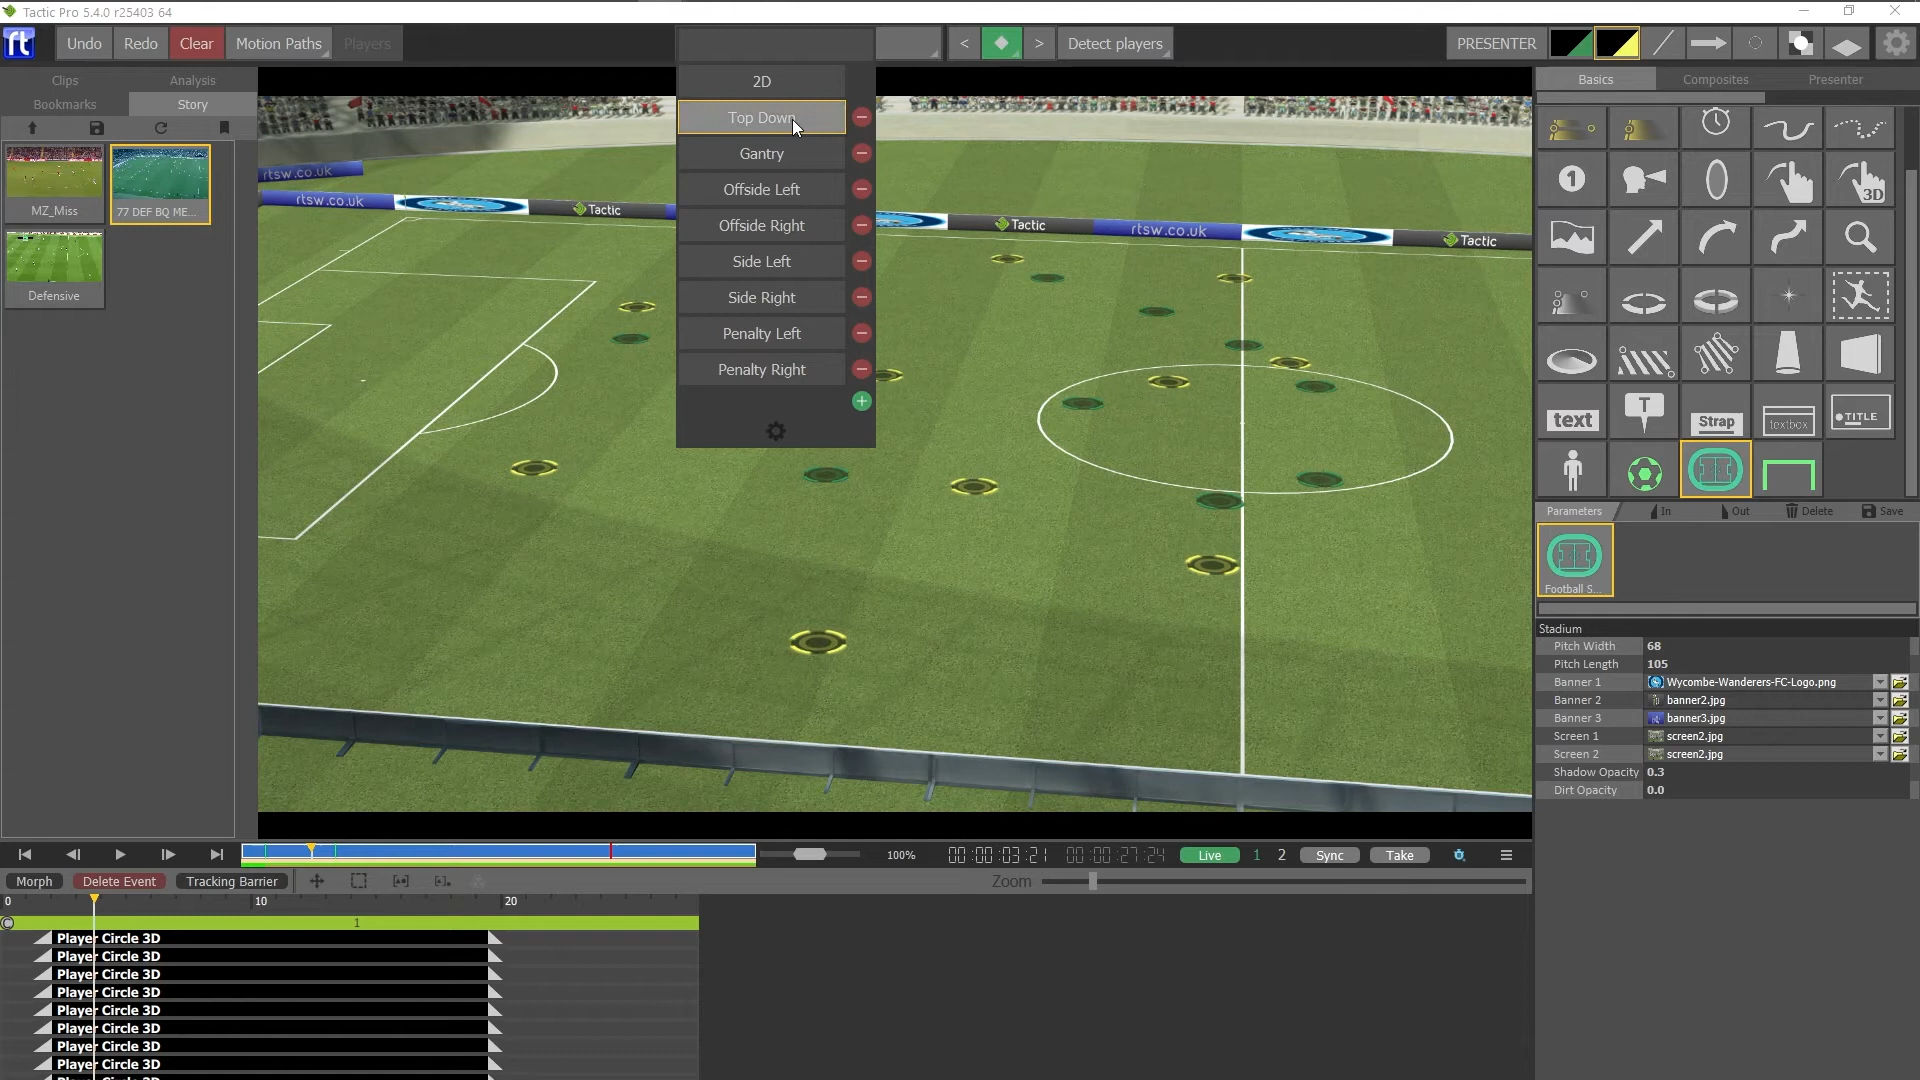 Tactic Pro 5.4.0 r25403 64
rt Undo Redo Clear Motion Paths Players < > Detect players PRESENTER
Clips Analysis
Bookmarks Story
MZ_Miss
77 DEF BQ ME...
Defensive
2D
Top Down
Gantry
Offside Left
Offside Right
Side Left
Side Right
Penalty Left
Penalty Right
rtsw.co.uk
rtsw.co.uk
Tactic
Tactic
rtsw.co.uk
Tactic
Basics Composites Presenter
1
3D
text T Strap textbox TITLE
Parameters In Out Delete Save
Football S...
Stadium
Pitch Width 68
Pitch Length 105
Banner 1 Wycombe-Wanderers-FC-Logo.png
Banner 2 banner2.jpg
Banner 3 banner3.jpg
Screen 1 screen2.jpg
Screen 2 screen2.jpg
Shadow Opacity 0.3
Dirt Opacity 0.0
100% 00:00:03:21 00:00:27:24 Live 1 2 Sync Take
Morph Delete Event Tracking Barrier Zoom
0 10 20
1
Player Circle 3D
Player Circle 3D
Player Circle 3D
Player Circle 3D
Player Circle 3D
Player Circle 3D
Player Circle 3D
Player Circle 3D